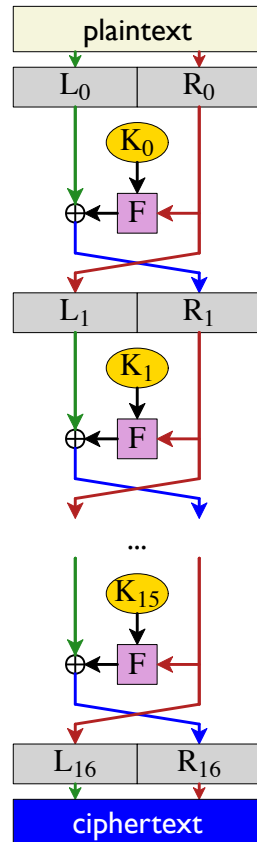 plaintext
L0 R0
K0
F
L1 R1
K1
F
...
K15
F
L16 R16
ciphertext